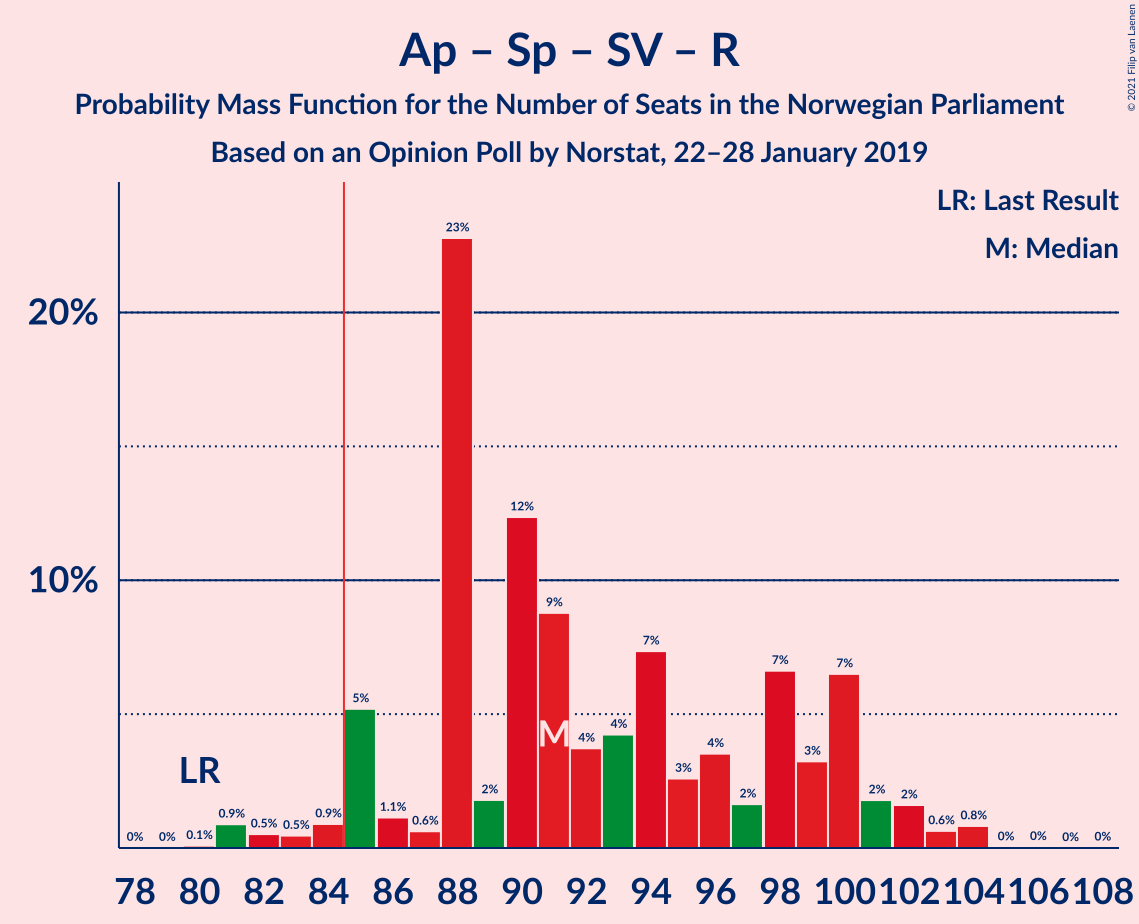 © 2021 Filip van Laenen
Ap – Sp – SV – R
Probability Mass Function for the Number of Seats in the Norwegian Parliament
Based on an Opinion Poll by Norstat, 22–28 January 2019
LR: Last Result
M: Median
20%
10%
LR
M
0% 0% 0.1% 0.9% 0.5% 0.5% 0.9% 5% 1.1% 0.6% 23% 2% 12% 9% 4% 4% 7% 3% 4% 2% 7% 3% 7% 2% 2% 0.6% 0.8% 0% 0% 0% 0%
78 80 82 84 86 88 90 92 94 96 98 100 102 104 106 108